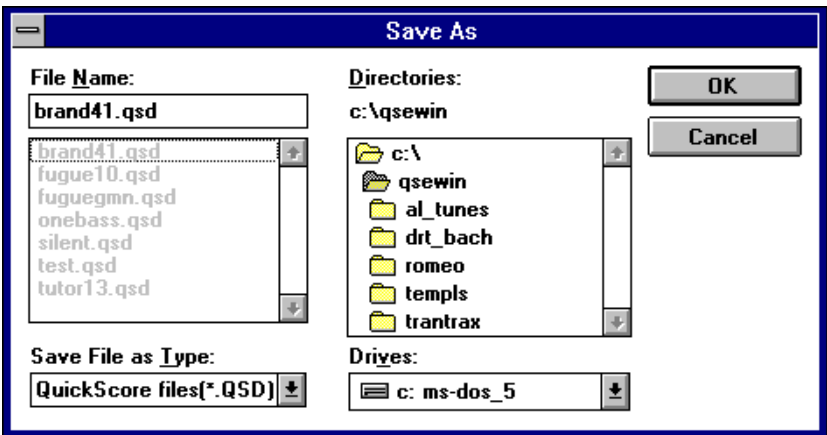 Save As
File Name:
brand41.qsd
brand41.qsd
fugue10.qsd
fuguegmn.qsd
onebass.qsd
silent.qsd
test.qsd
tutor13.qsd
Save File as Type:
QuickScore files(*.QSD)
Directories:
c:\qsewin
c:\
qsewin
al_tunes
drt_bach
romeo
templs
trantrax
Drives:
c: ms-dos_5
OK
Cancel